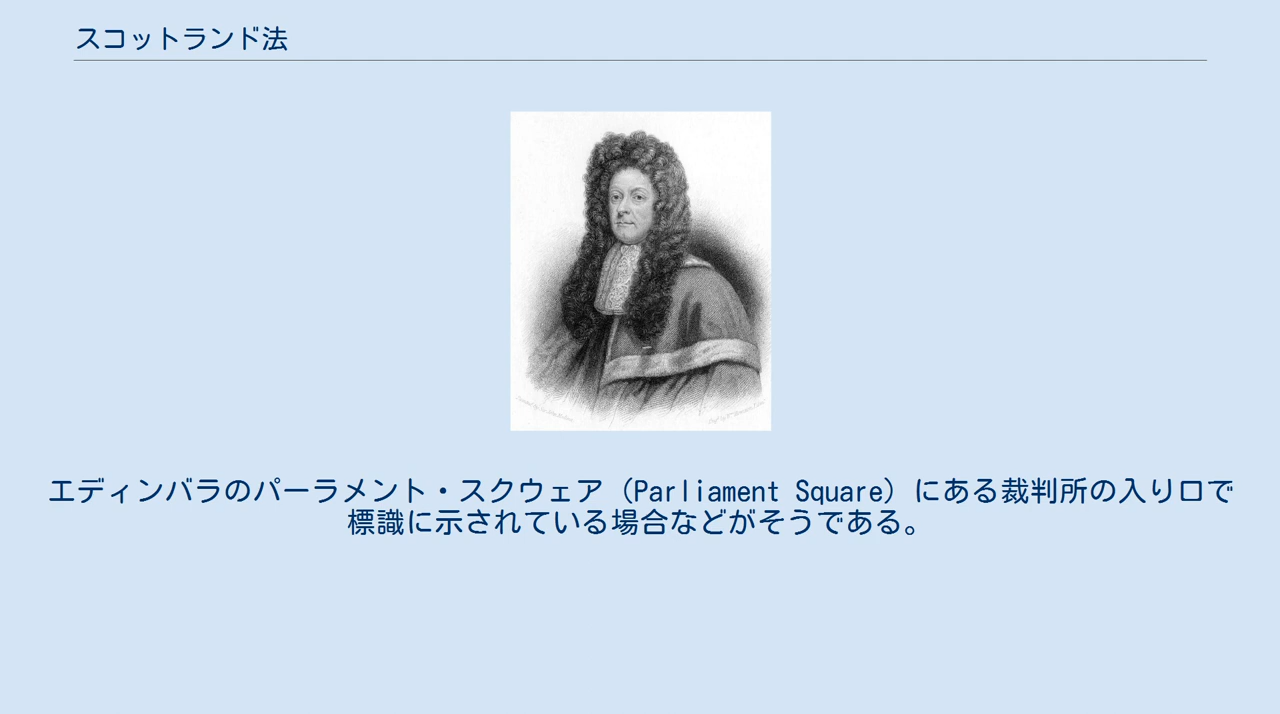 スコットランド法
エディンバラのパーラメント・スクウェア（Parliament Square）にある裁判所の入り口で
標識に示されている場合などがそうである。